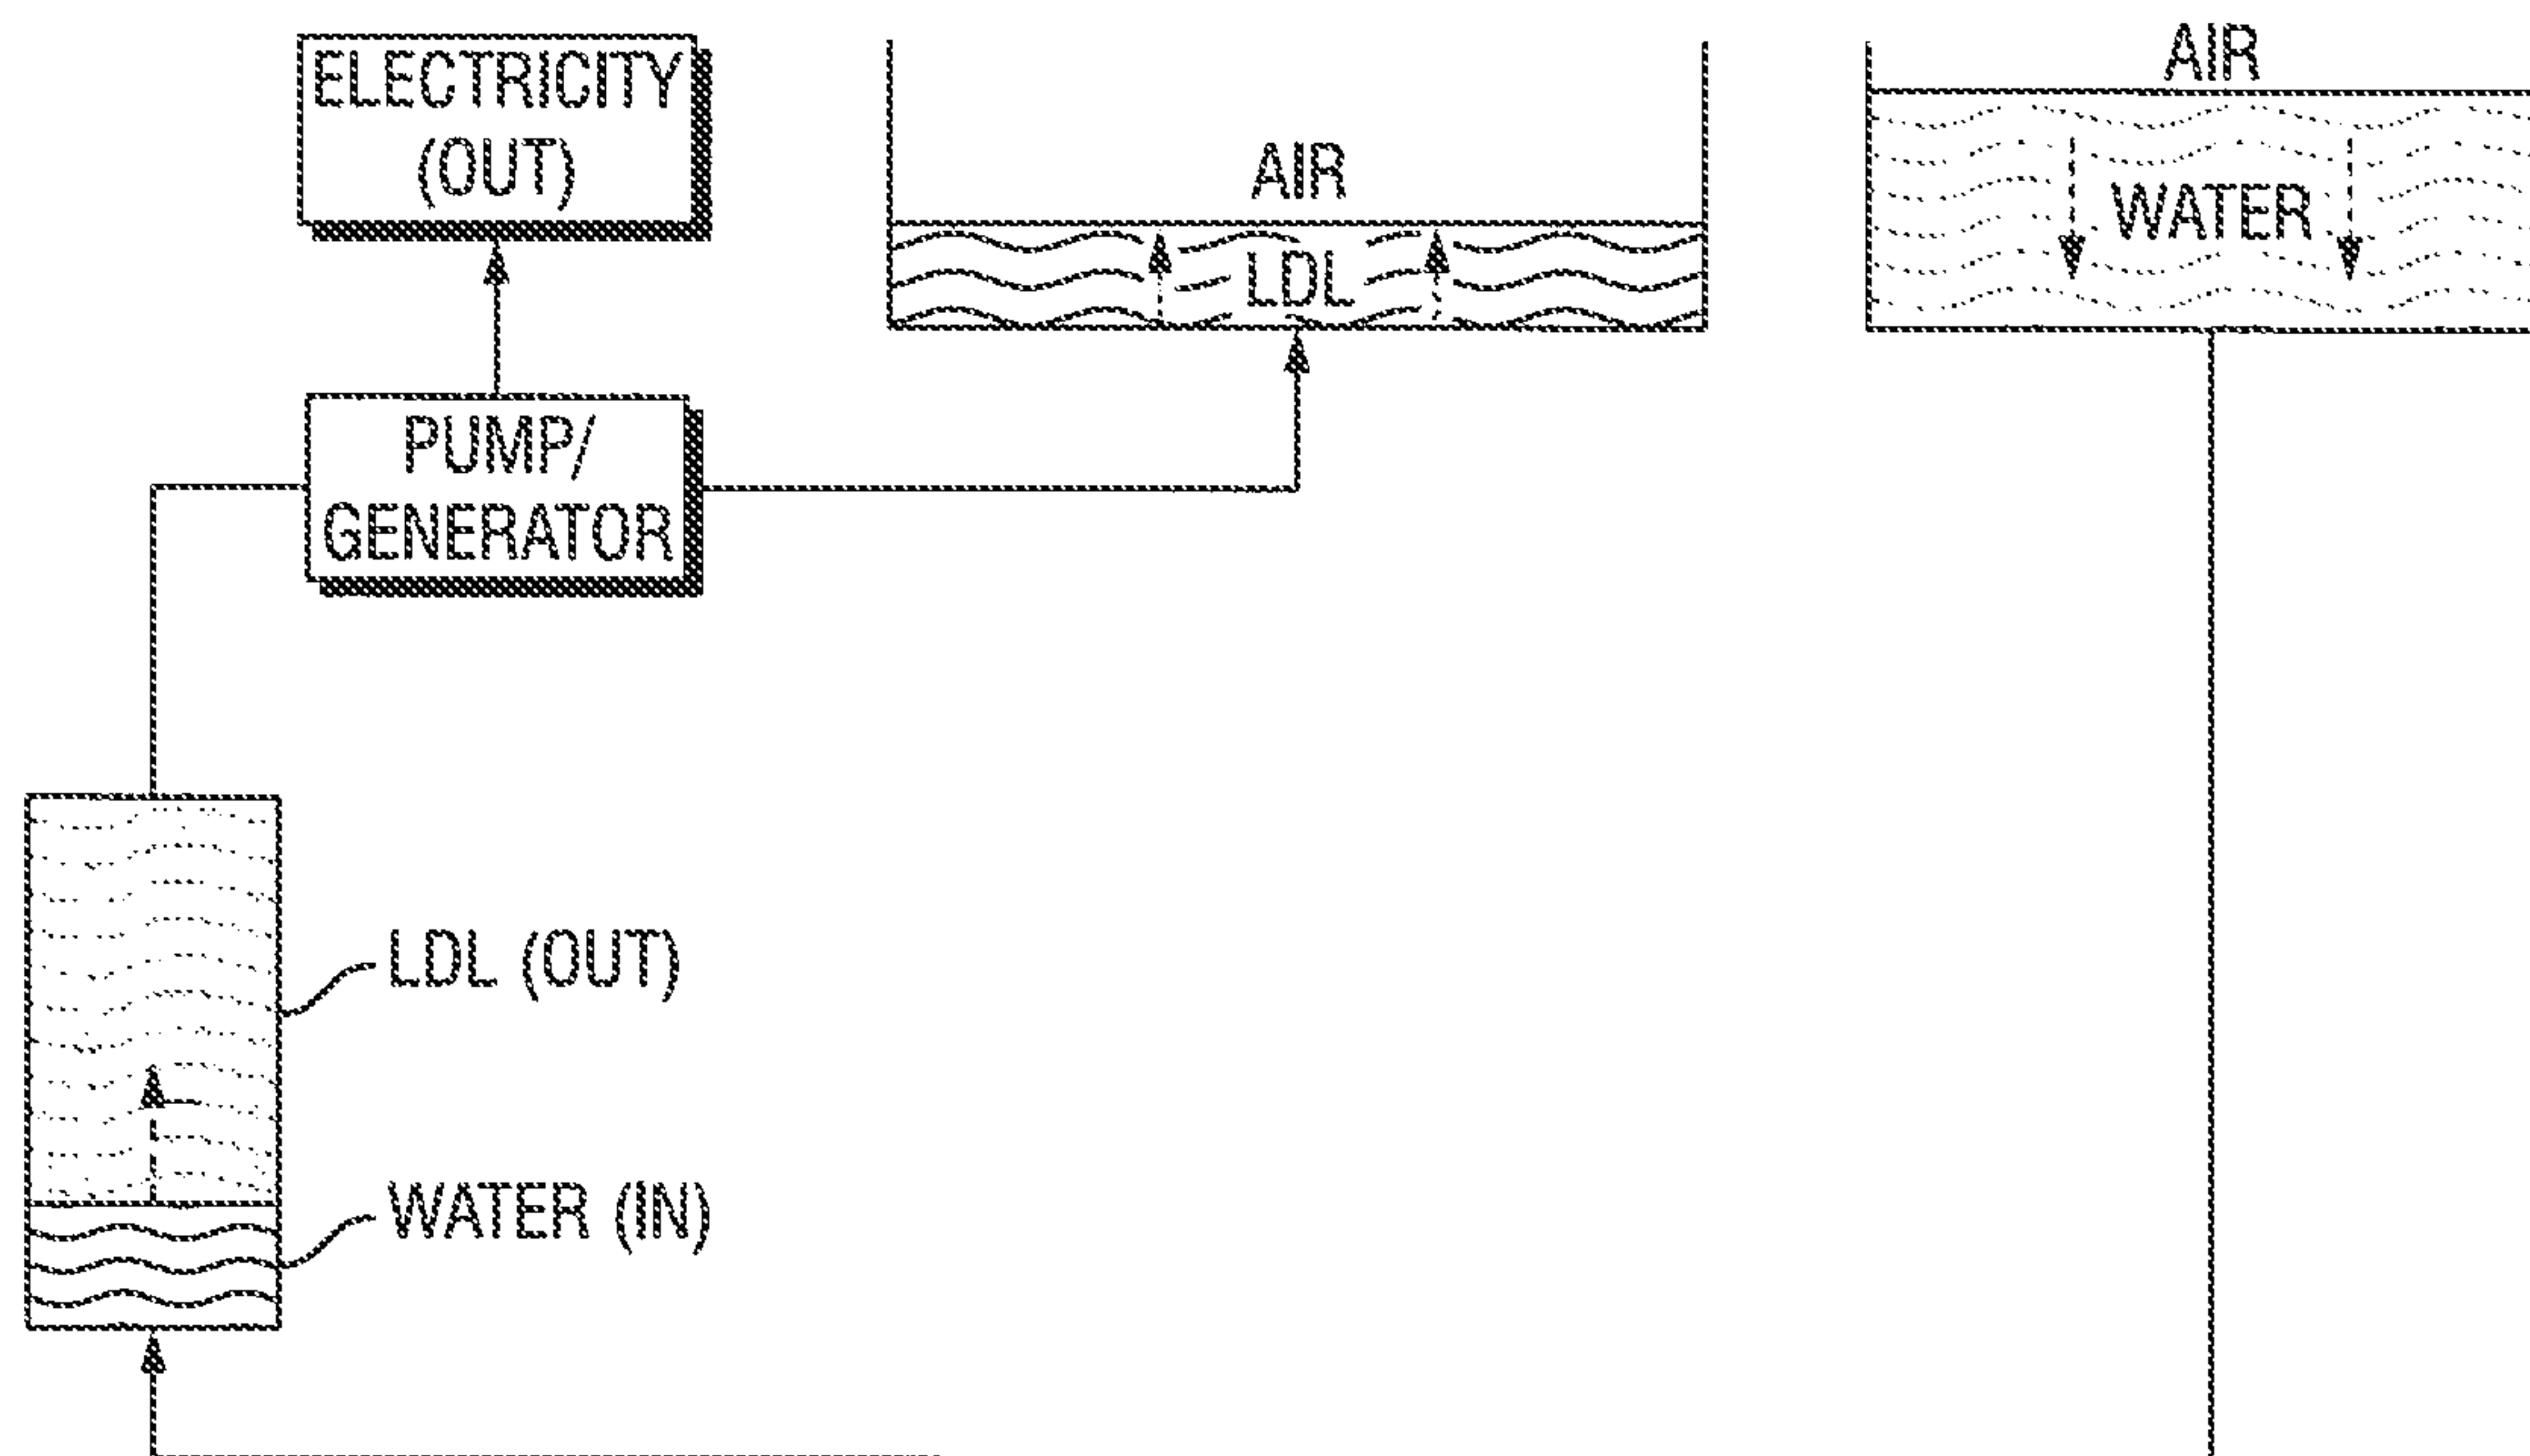 ELECTRICITY
(OUT)
AIR
AIR
WATER
LDL
PUMP/
GENERATOR
LDL (OUT)
WATER (IN)